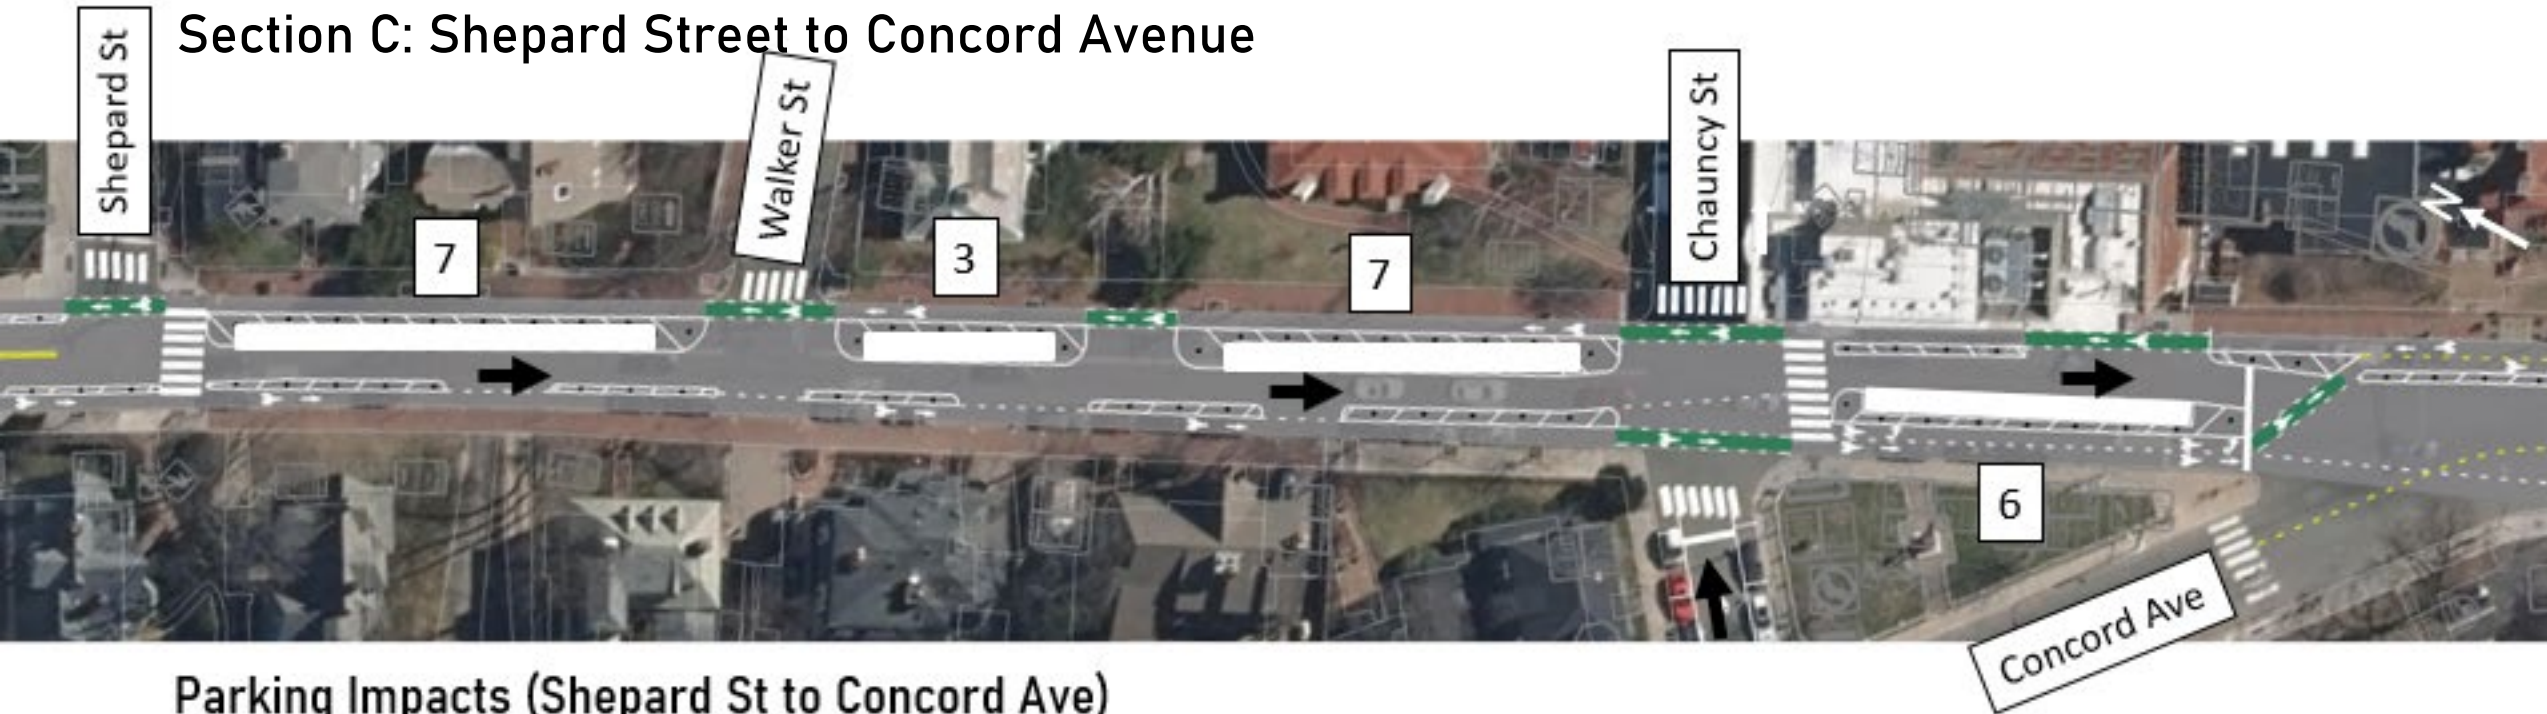 Section C: Shepard Street to Concord Avenue
Shepard St
Walker St
Chauncy St
7
3
7
N
6
Concord Ave
Parking Impacts (Shepard St to Concord Ave)